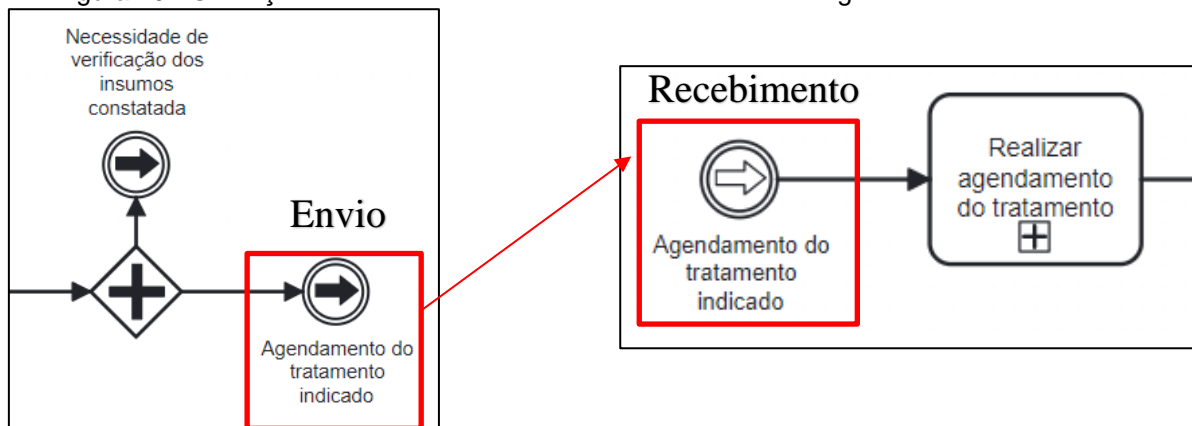 Necessidade de
verificação dos
insumos
constatada
Envio
Agendamento do
tratamento
indicado
Recebimento
Agendamento do
tratamento
indicado
Realizar
agendamento
do tratamento